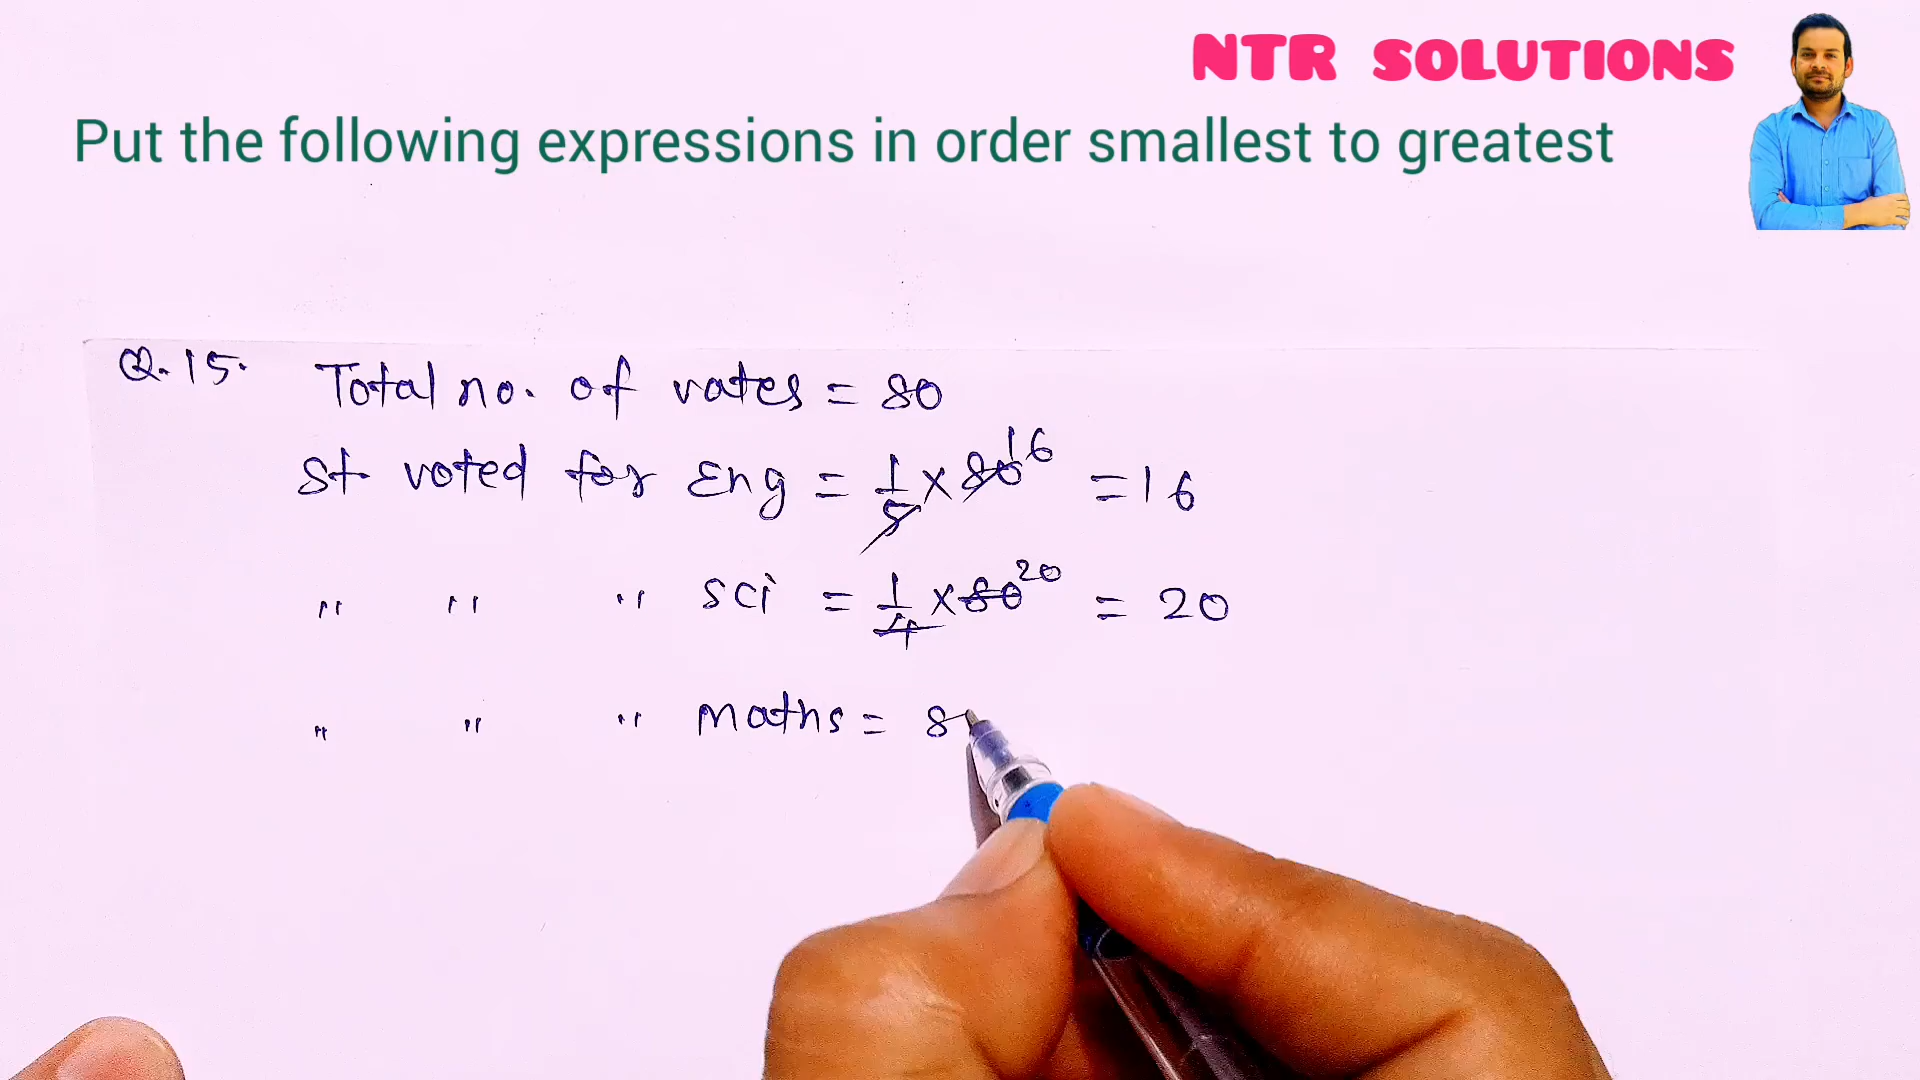 NTR SOLUTIONS
Put the following expressions in order smallest to greatest
Q.15. Total no. of votes = 80
St voted for Eng = 1/5 × 80 16 = 16
" " " sci = 1/4 × 80 20 = 20
" " " Maths = 8